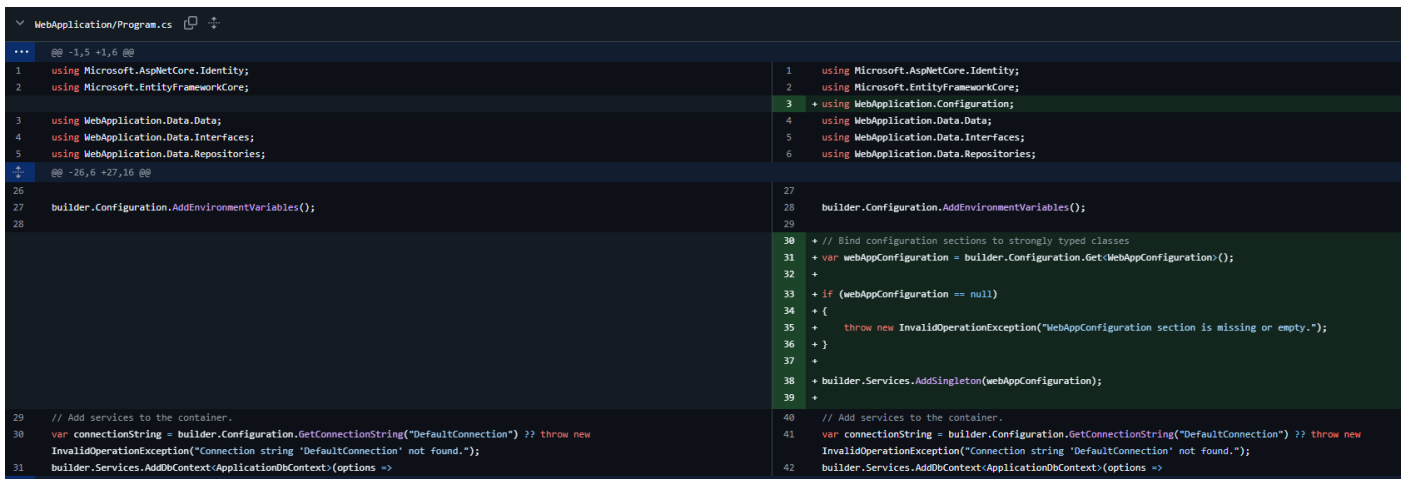 WebApplication/Program.cs
@@ -1,5 +1,6 @@
1 using Microsoft.AspNetCore.Identity; 1 using Microsoft.AspNetCore.Identity;
2 using Microsoft.EntityFrameworkCore; 2 using Microsoft.EntityFrameworkCore;
3 + using WebApplication.Configuration;
3 using WebApplication.Data.Data; 4 using WebApplication.Data.Data;
4 using WebApplication.Data.Interfaces; 5 using WebApplication.Data.Interfaces;
5 using WebApplication.Data.Repositories; 6 using WebApplication.Data.Repositories;
@@ -26,6 +27,16 @@
26 27
27 builder.Configuration.AddEnvironmentVariables(); 28 builder.Configuration.AddEnvironmentVariables();
28 29
30 + // Bind configuration sections to strongly typed classes
31 + var webAppConfiguration = builder.Configuration.Get<WebAppConfiguration>();
32 +
33 + if (webAppConfiguration == null)
34 + {
35 + throw new InvalidOperationException("WebAppConfiguration section is missing or empty.");
36 + }
37 +
38 + builder.Services.AddSingleton(webAppConfiguration);
39 +
29 // Add services to the container. 40 // Add services to the container.
30 var connectionString = builder.Configuration.GetConnectionString("DefaultConnection") ?? throw new 41 var connectionString = builder.Configuration.GetConnectionString("DefaultConnection") ?? throw new
InvalidOperationException("Connection string 'DefaultConnection' not found."); InvalidOperationException("Connection string 'DefaultConnection' not found.");
31 builder.Services.AddDbContext<ApplicationDbContext>(options => 42 builder.Services.AddDbContext<ApplicationDbContext>(options =>